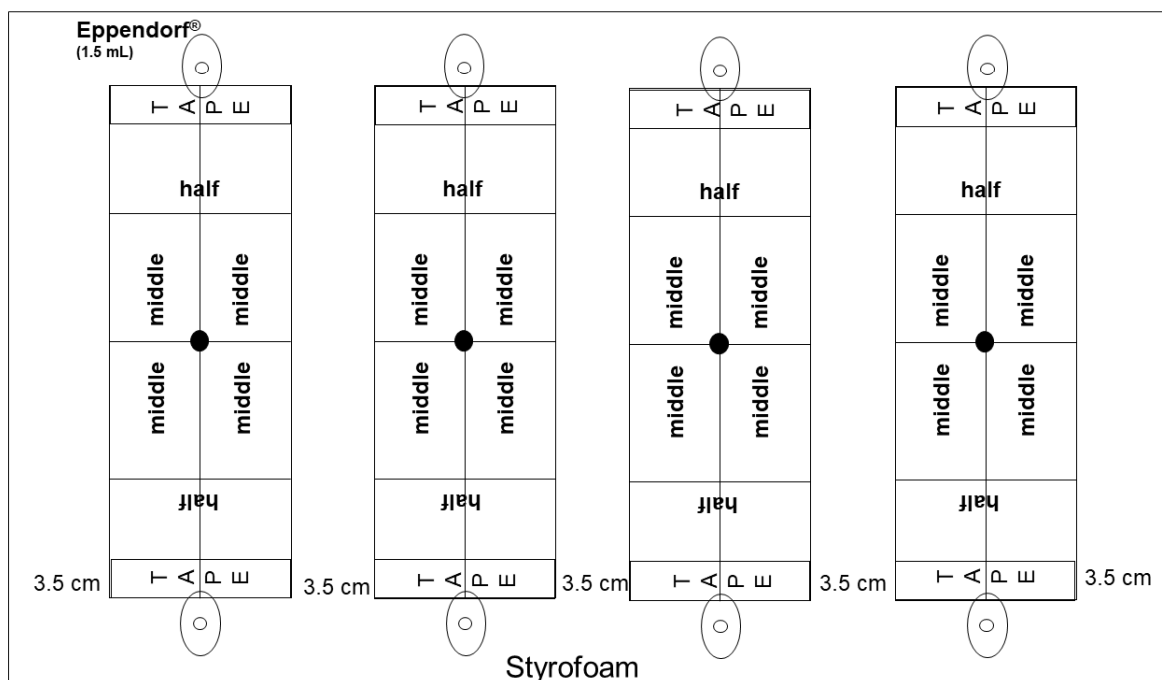 Eppendorf®
(1.5 mL)
TAPE TAPE TAPE TAPE
half half half half
middle middle middle middle middle middle middle middle
middle middle middle middle middle middle middle middle
half half half half
TAPE TAPE TAPE TAPE
3.5 cm 3.5 cm 3.5 cm 3.5 cm 3.5 cm
Styrofoam